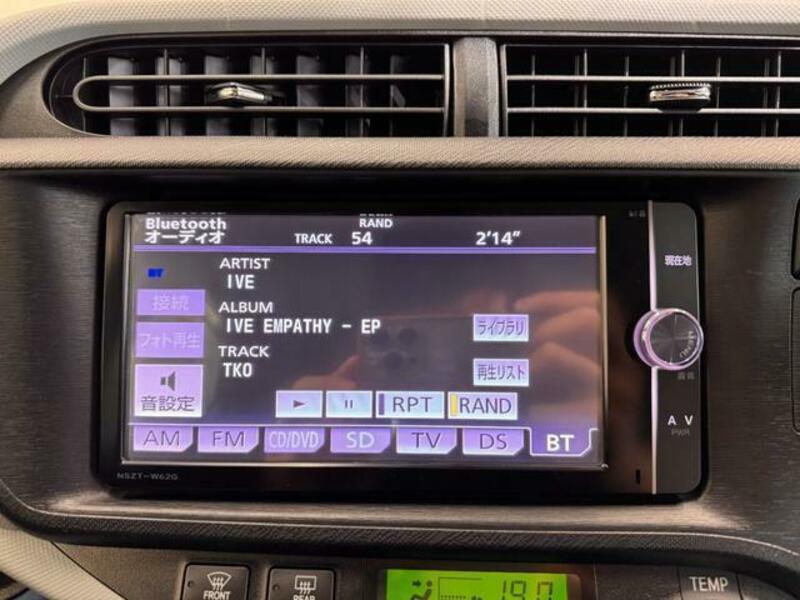 RAND
Bluetooth
オーディオ TRACK 54 2'14"
現在地
BT
ARTIST
IVE
接続
ALBUM
IVE EMPATHY - EP
ライブラリ
フォト再生
TRACK
TKO
再生リスト
音設定
RPT RAND
MENU
AM FM CD/DVD SD TV DS BT
∧ ∨
PWR
NSZT-W62G
FRONT REAR 19.0 TEMP